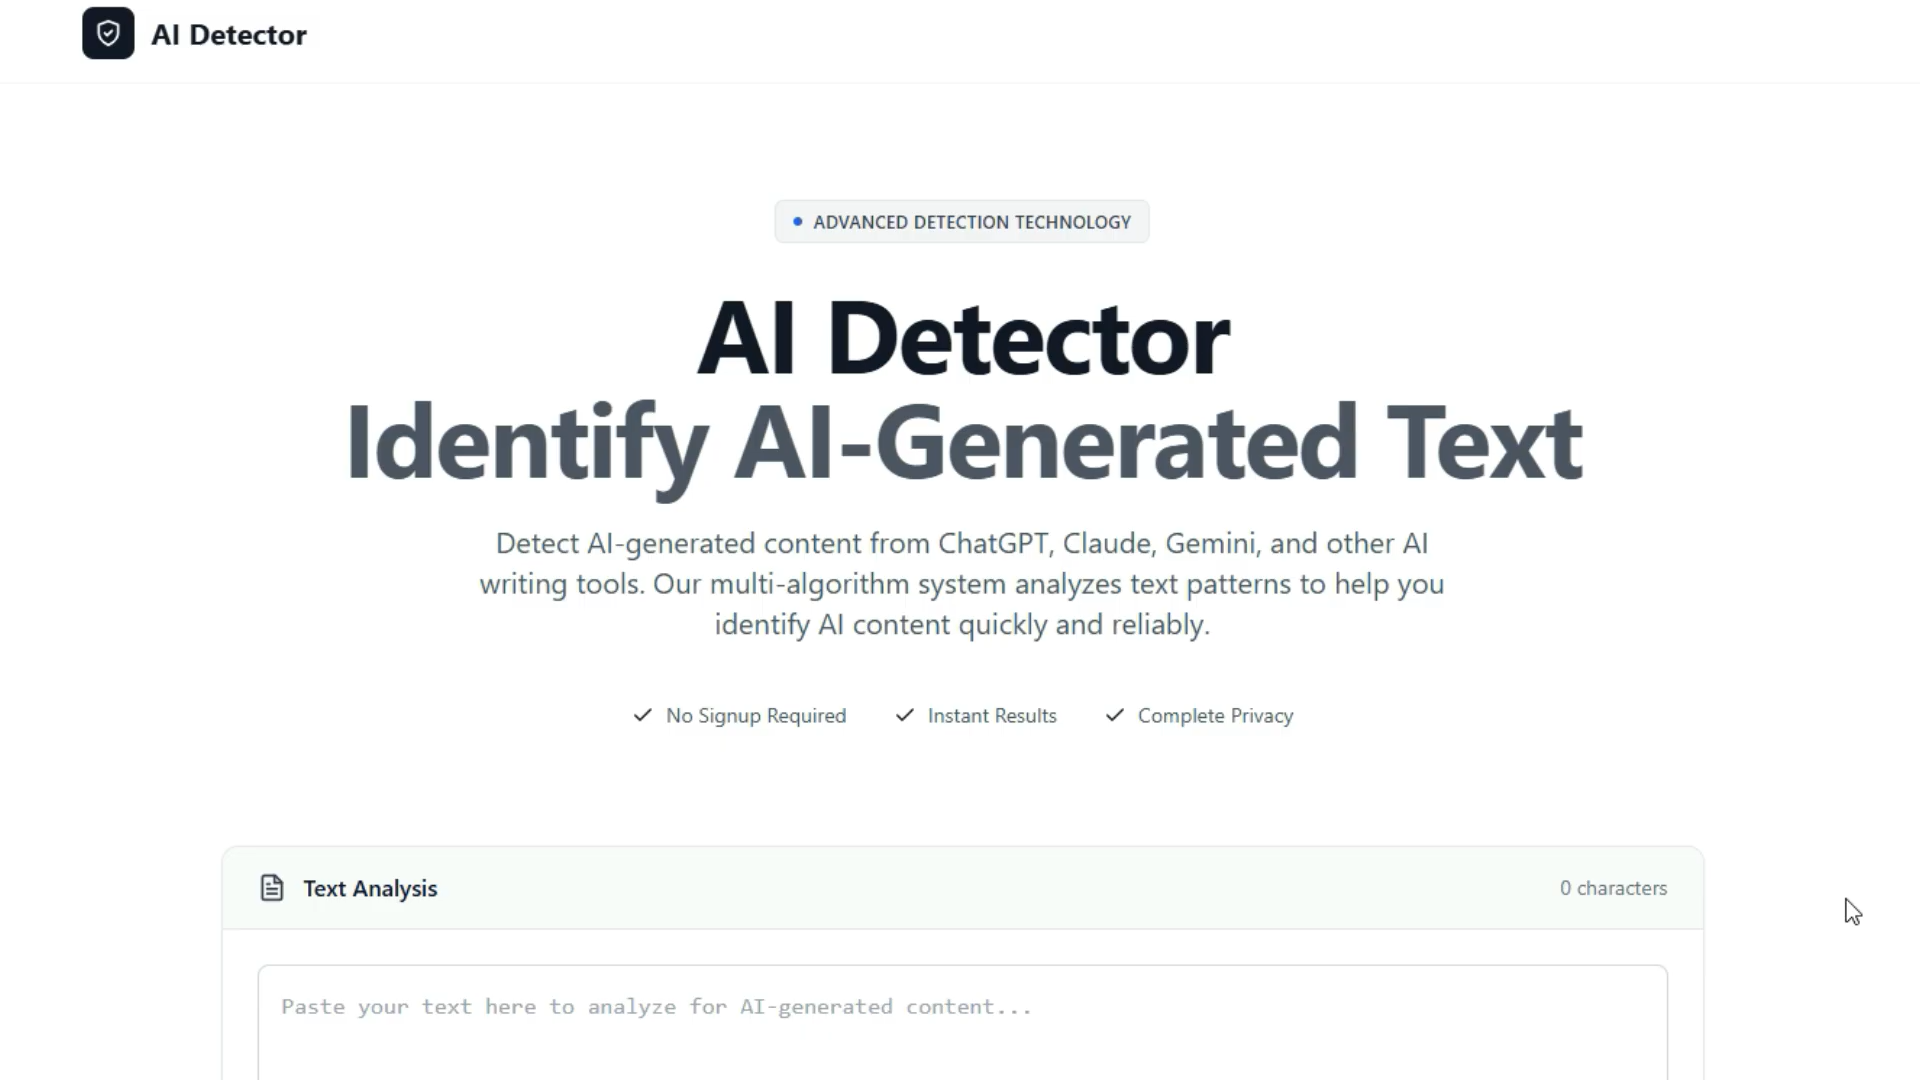 AI Detector
ADVANCED DETECTION TECHNOLOGY
AI Detector
Identify AI-Generated Text
Detect AI-generated content from ChatGPT, Claude, Gemini, and other AI
writing tools. Our multi-algorithm system analyzes text patterns to help you
identify AI content quickly and reliably.
No Signup Required
Instant Results
Complete Privacy
Text Analysis
0 characters
Paste your text here to analyze for AI-generated content...